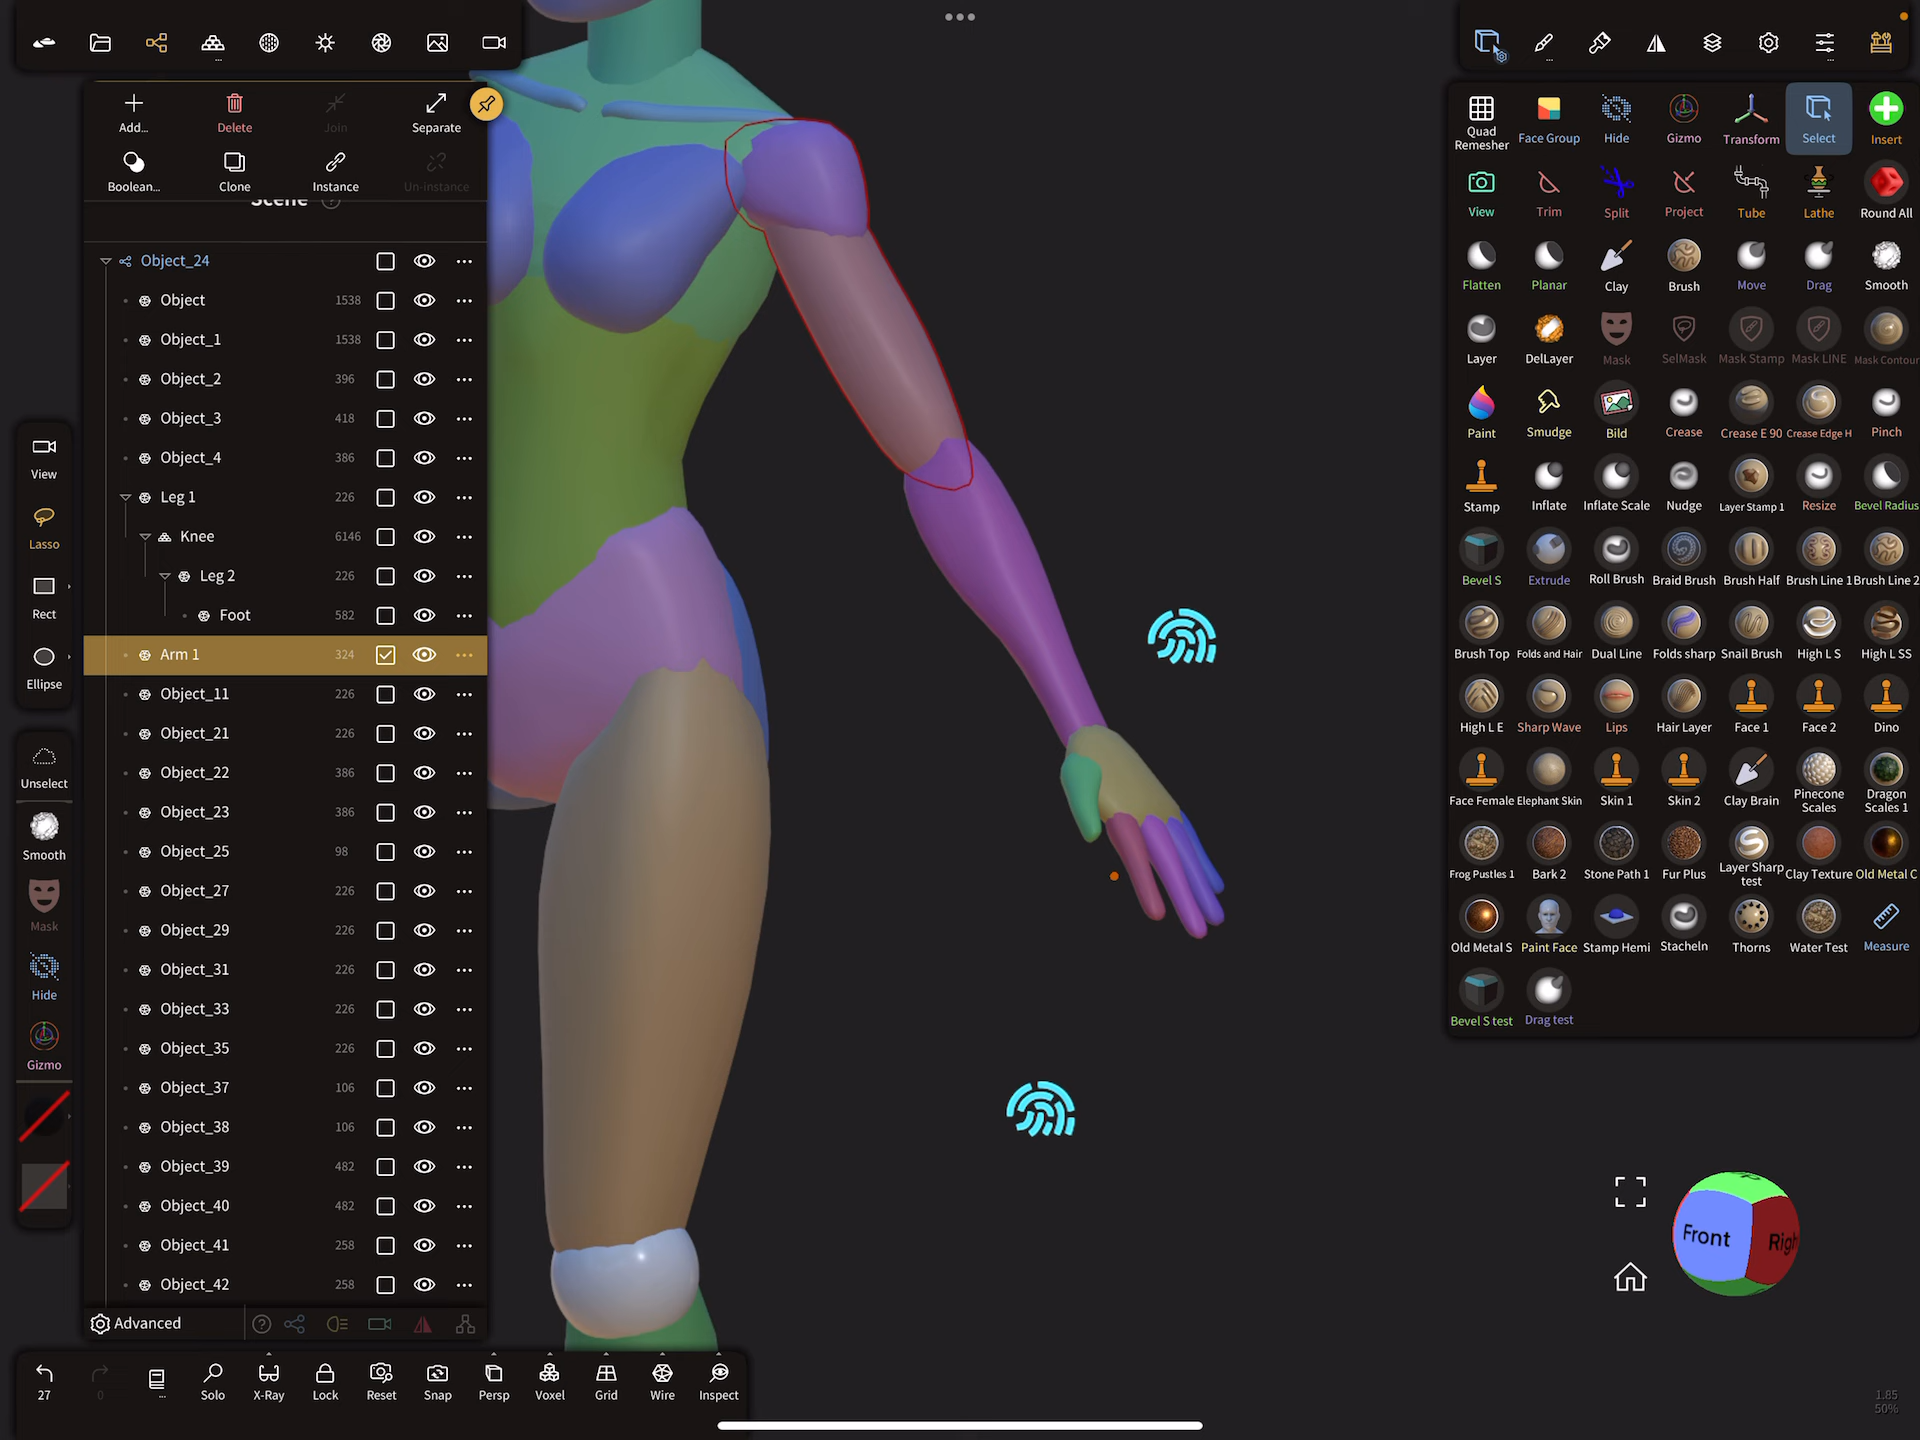 Add...
Delete
Join
Separate
Boolean...
Clone
Instance
Un-instance
Scene
Object_24
Object 1538
Object_1 1538
Object_2 396
Object_3 418
Object_4 386
Leg 1 226
Knee 6146
Leg 2 226
Foot 582
Arm 1 324
Object_11 226
Object_21 226
Object_22 386
Object_23 386
Object_25 98
Object_27 226
Object_29 226
Object_31 226
Object_33 226
Object_35 226
Object_37 106
Object_38 106
Object_39 482
Object_40 482
Object_41 258
Object_42 258
Advanced
View
Lasso
Rect
Ellipse
Unselect
Smooth
Mask
Hide
Gizmo
27
0
Solo
X-Ray
Lock
Reset
Snap
Persp
Voxel
Grid
Wire
Inspect
Quad Remesher
Face Group
Hide
Gizmo
Transform
Select
Insert
View
Trim
Split
Project
Tube
Lathe
Round All
Flatten
Planar
Clay
Brush
Move
Drag
Smooth
Layer
DelLayer
Mask
SelMask
Mask Stamp
Mask LINE
Mask Contour
Paint
Smudge
Bild
Crease
Crease E 90
Crease Edge H
Pinch
Stamp
Inflate
Inflate Scale
Nudge
Layer Stamp 1
Resize
Bevel Radius
Bevel S
Extrude
Roll Brush
Braid Brush
Brush Half
Brush Line 1
Brush Line 2
Brush Top
Folds and Hair
Dual Line
Folds sharp
Snail Brush
High L S
High L SS
High L E
Sharp Wave
Lips
Hair Layer
Face 1
Face 2
Dino
Face Female
Elephant Skin
Skin 1
Skin 2
Clay Brain
Pinecone Scales
Dragon Scales 1
Frog Pustles 1
Bark 2
Stone Path 1
Fur Plus
Layer Sharp test
Clay Texture
Old Metal C
Old Metal S
Paint Face
Stamp Hemi
Stacheln
Thorns
Water Test
Measure
Bevel S test
Drag test
Front
Righ
1.85
50%